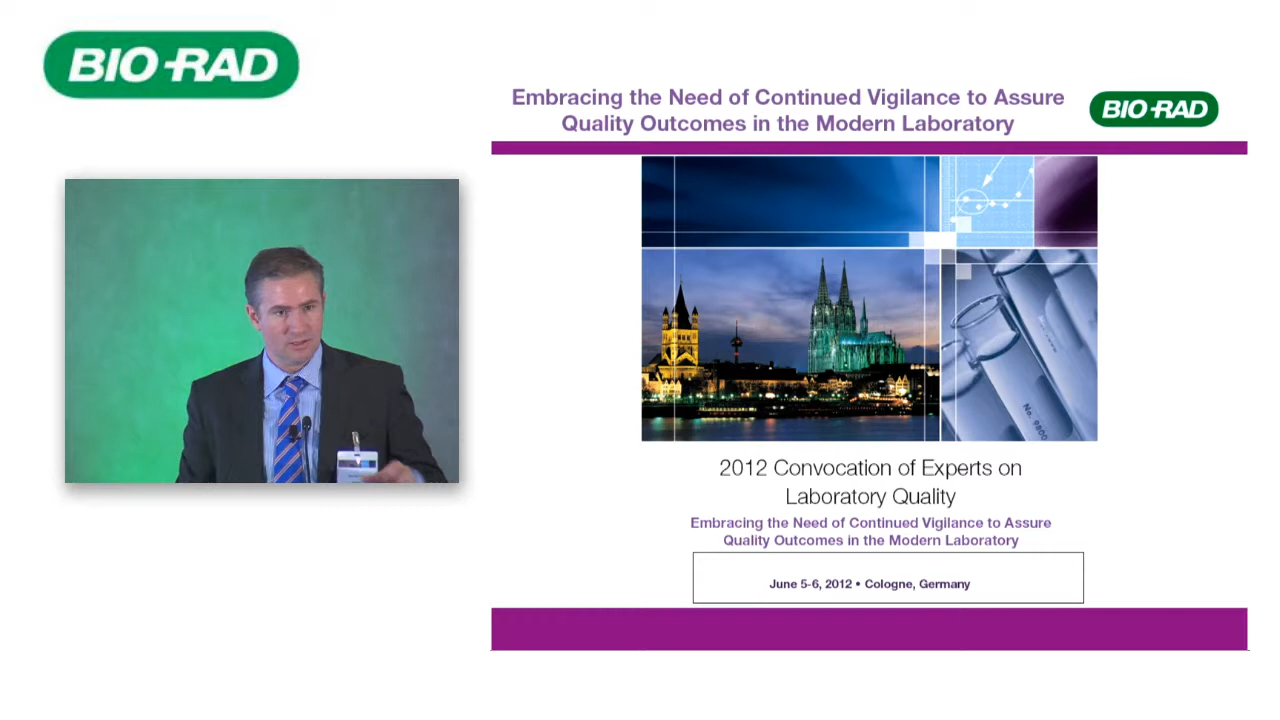 BIO-RAD
Embracing the Need of Continued Vigilance to Assure
Quality Outcomes in the Modern Laboratory
BIO-RAD
No. 9800
2012 Convocation of Experts on
Laboratory Quality
Embracing the Need of Continued Vigilance to Assure
Quality Outcomes in the Modern Laboratory
June 5-6, 2012 • Cologne, Germany